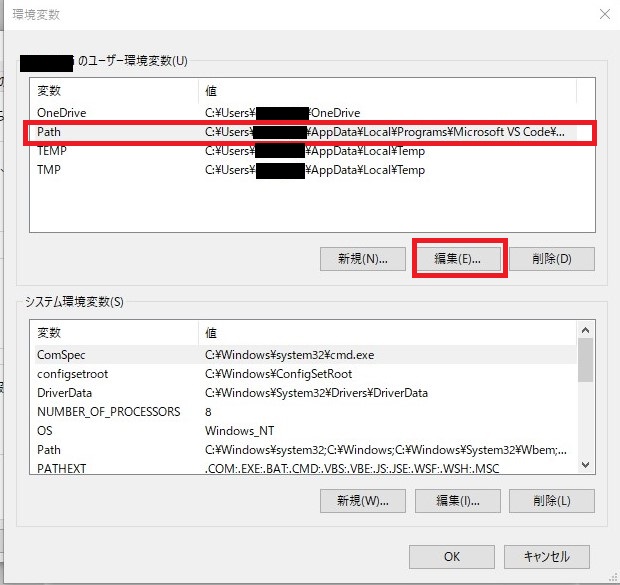 環境変数
のユーザー環境変数(U)
変数 値
OneDrive C:¥Users¥ ¥OneDrive
Path C:¥Users¥ ¥AppData¥Local¥Programs¥Microsoft VS Code¥...
TEMP C:¥Users¥ ¥AppData¥Local¥Temp
TMP C:¥Users¥ ¥AppData¥Local¥Temp
新規(N)... 編集(E)... 削除(D)
システム環境変数(S)
変数 値
ComSpec C:¥Windows¥system32¥cmd.exe
configsetroot C:¥Windows¥ConfigSetRoot
DriverData C:¥Windows¥System32¥Drivers¥DriverData
NUMBER_OF_PROCESSORS 8
OS Windows_NT
Path C:¥Windows¥system32;C:¥Windows;C:¥Windows¥System32¥Wbem;...
PATHEXT .COM;.EXE;.BAT;.CMD;.VBS;.VBE;.JS;.JSE;.WSF;.WSH;.MSC
新規(W)... 編集(I)... 削除(L)
OK キャンセル